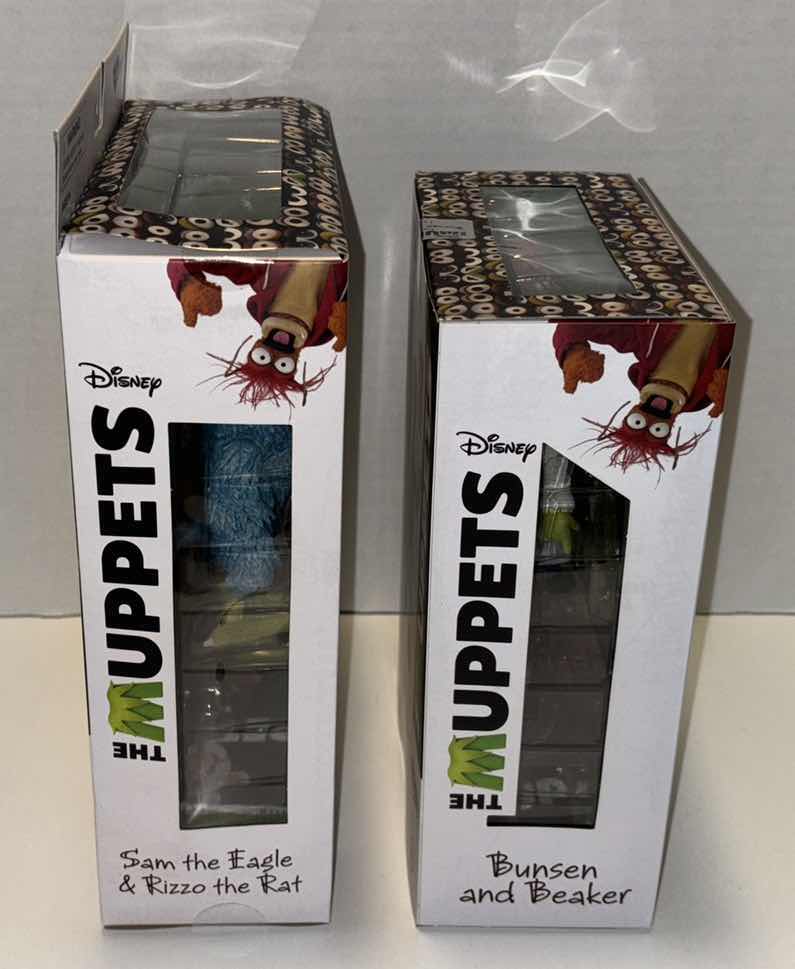 Disney
THE MUPPETS
Sam the Eagle
& Rizzo the Rat
Disney
THE MUPPETS
Bunsen
and Beaker